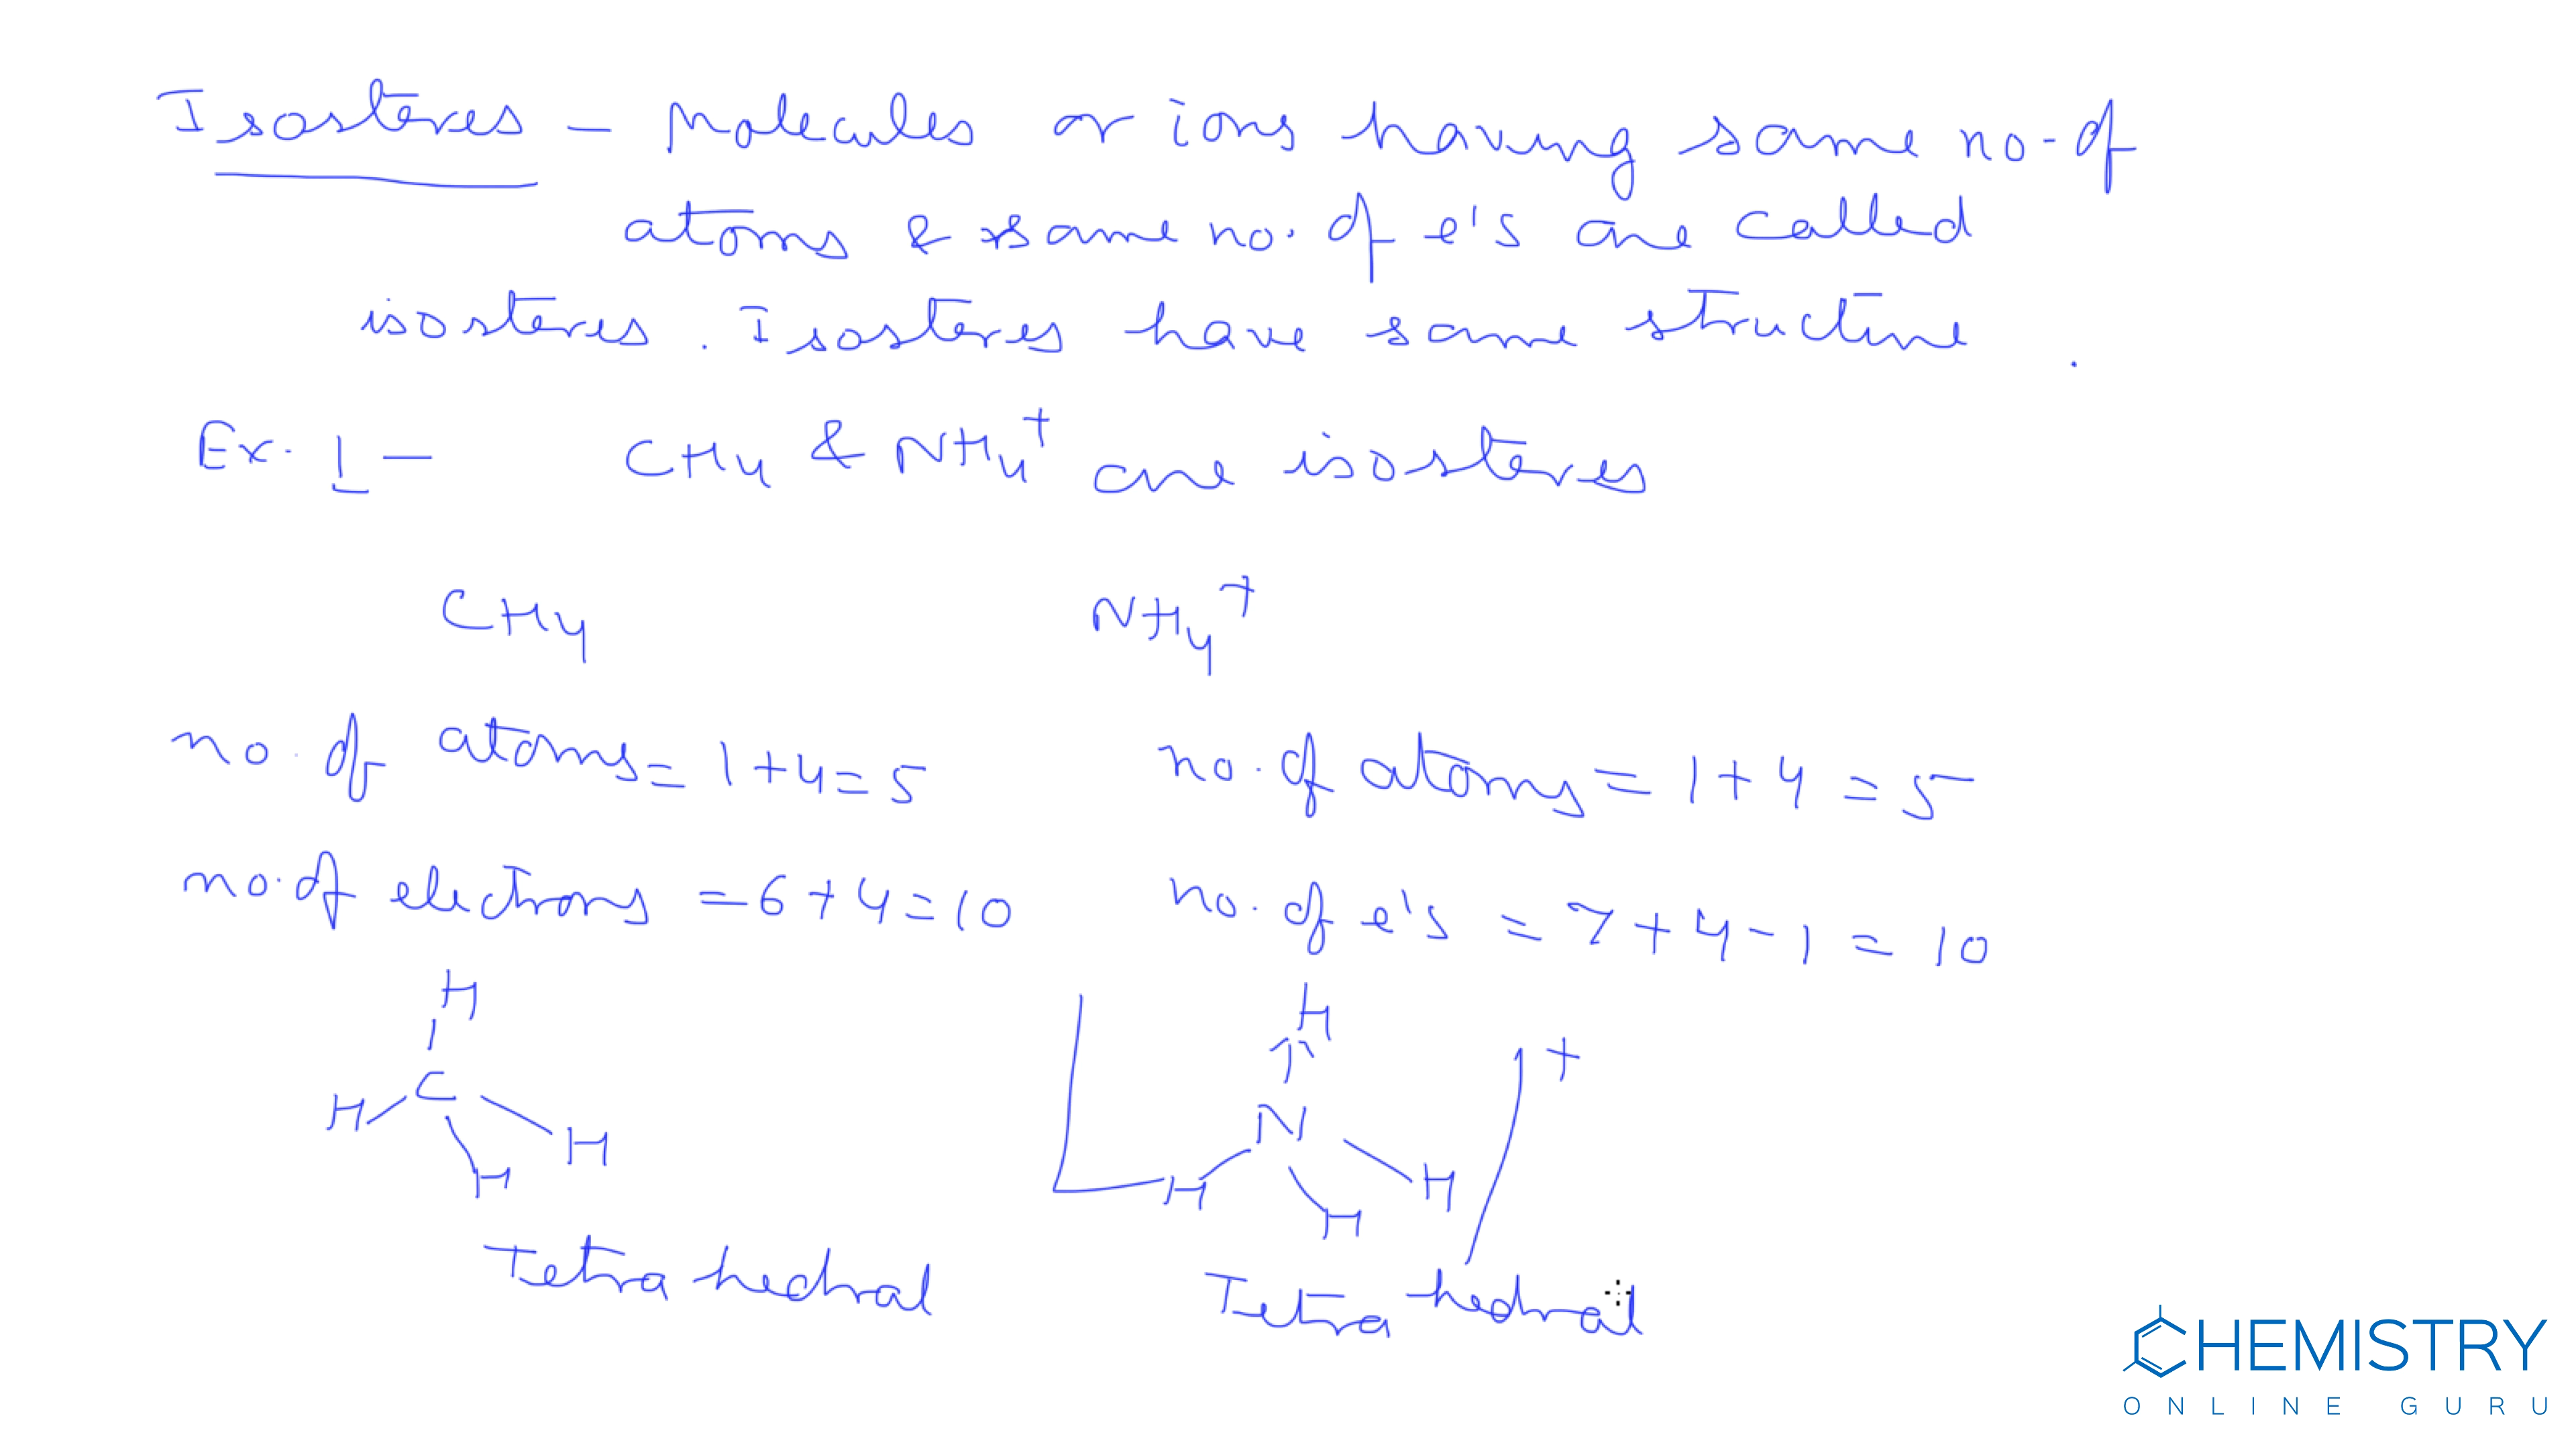 Isosteres - Molecules or ions having same no. of
atoms & same no. of e's are called
isosteres. Isosteres have same structure.
Ex. 1 - CH4 & NH4+ are isosteres
CH4 NH4+
no. of atoms = 1+4=5 no. of atoms = 1+4 = 5
no. of electrons = 6+4=10 no. of e's = 7+4-1 = 10
H H
+
C N
H H
H H
H H
Tetrahedral Tetrahedral
CHEMISTRY
ONLINE GURU